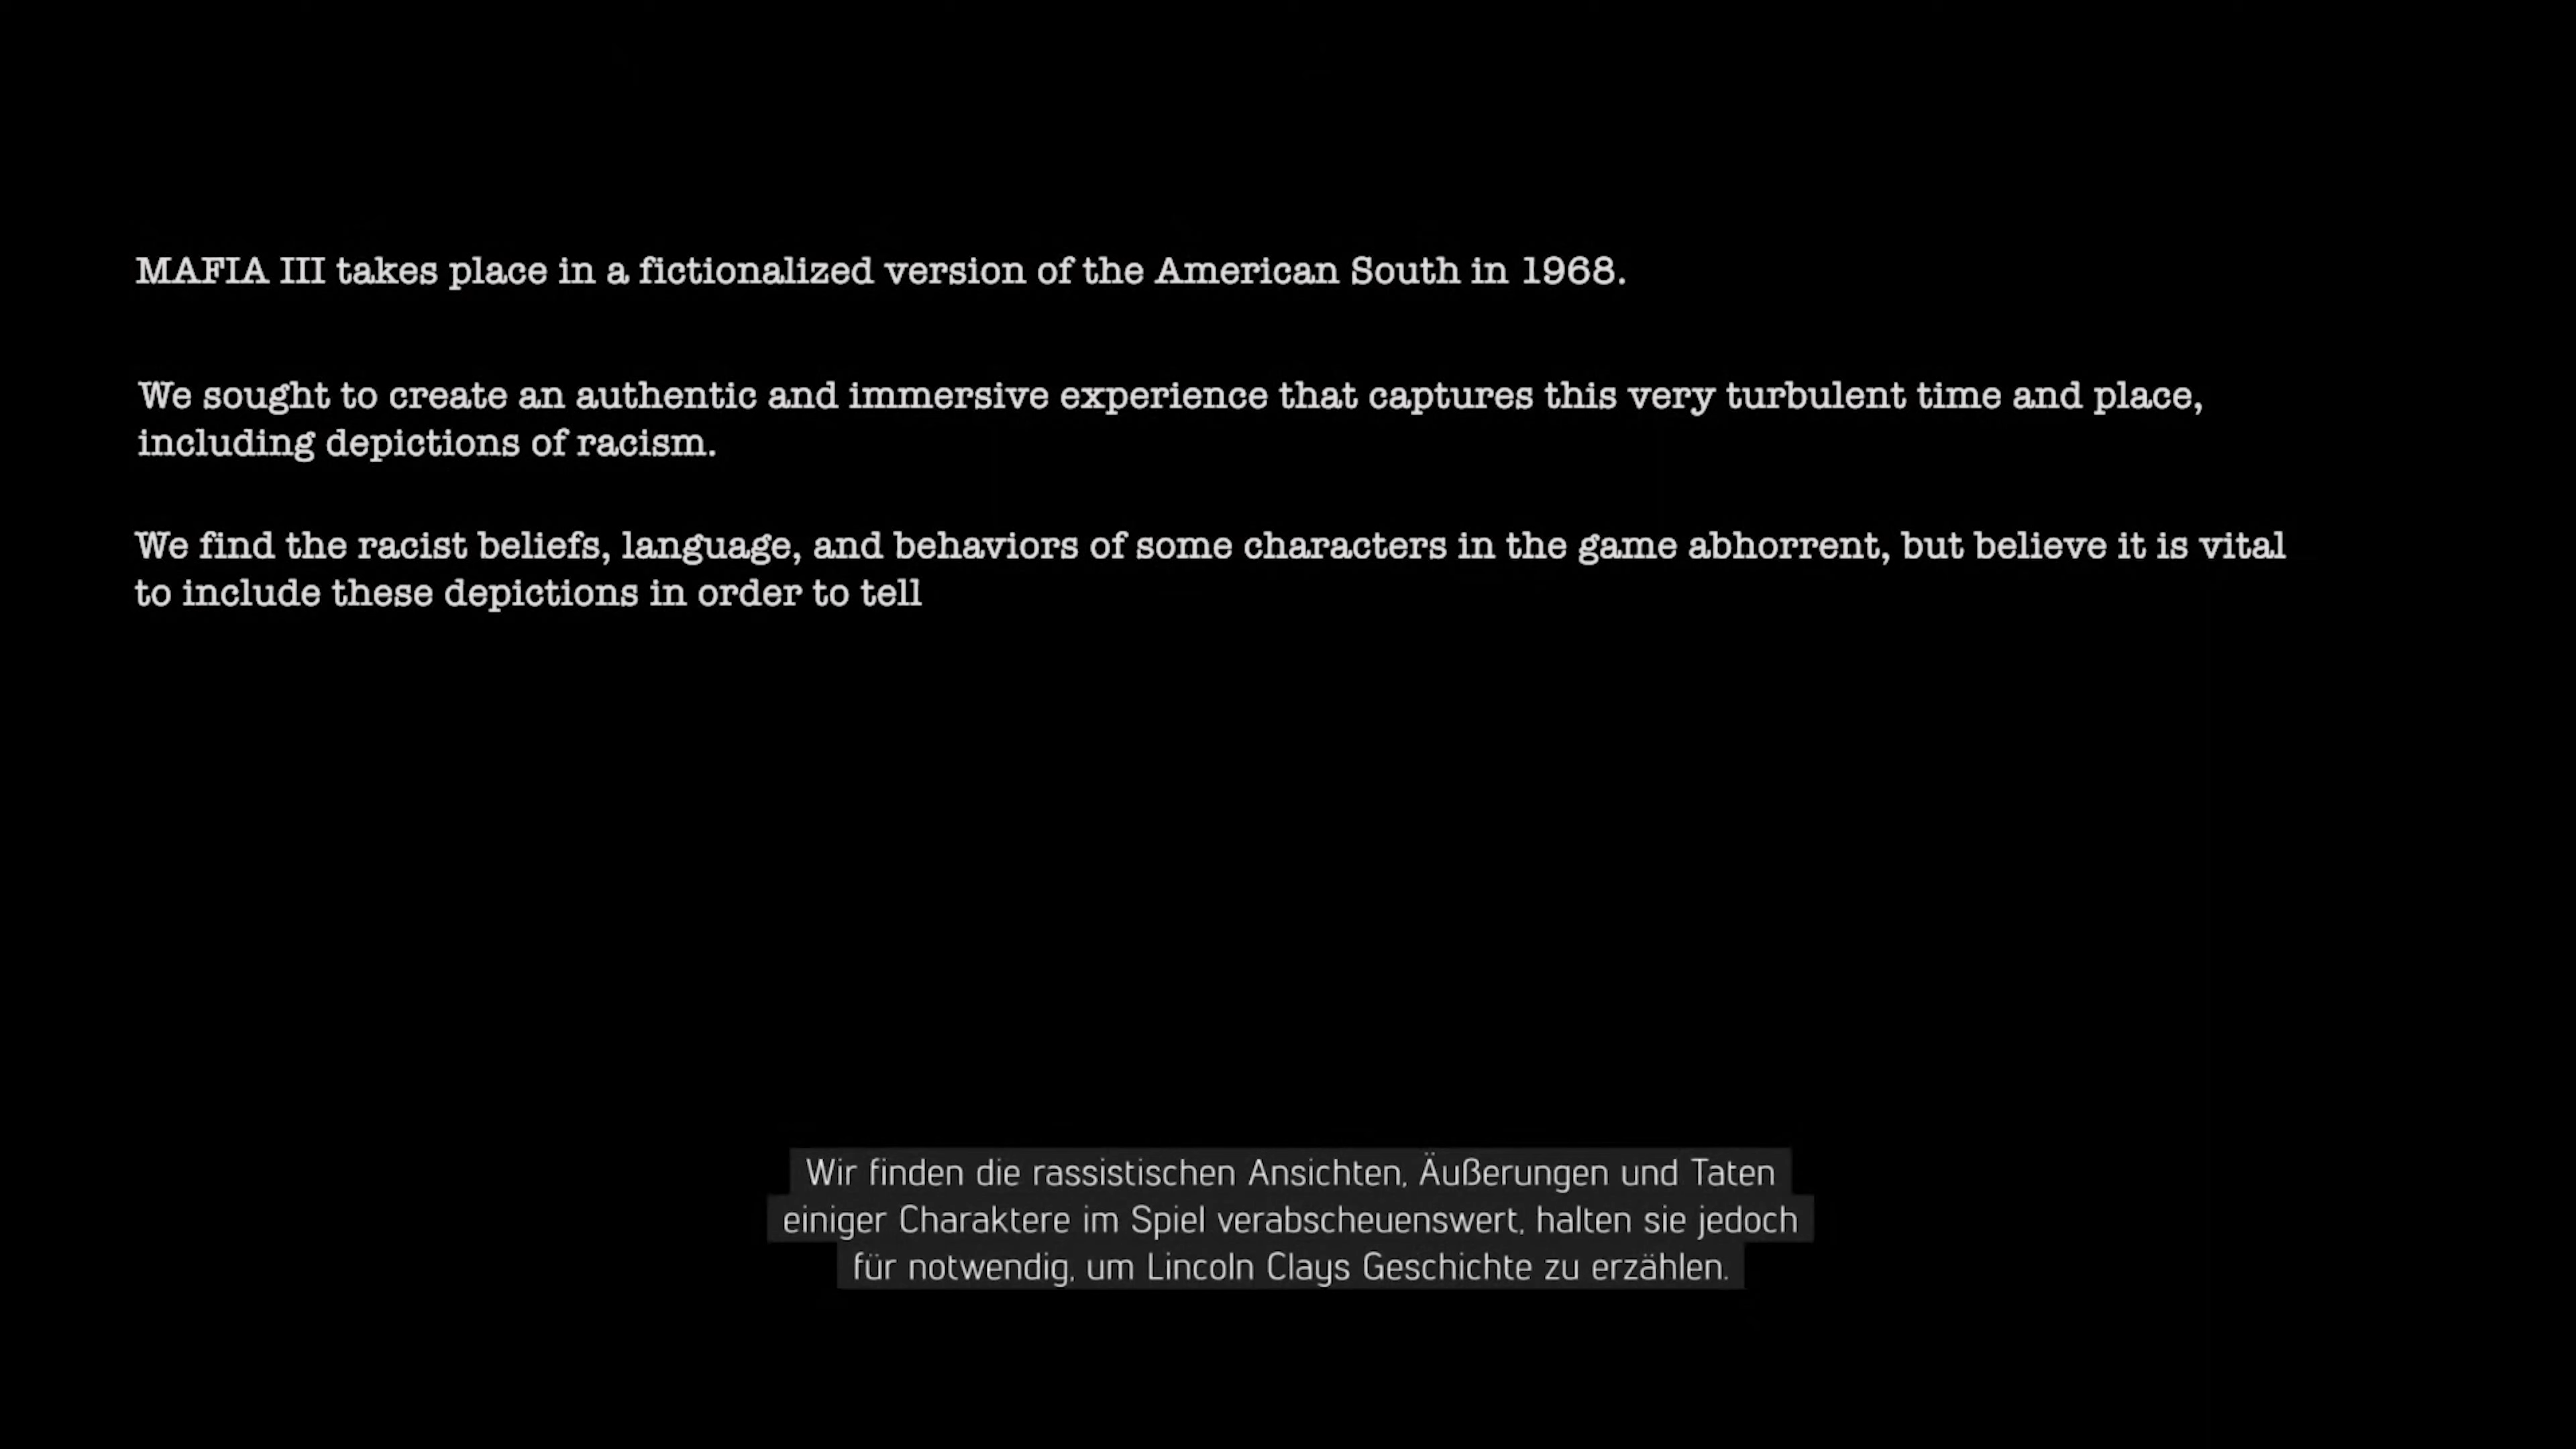 MAFIA III takes place in a fictionalized version of the American South in 1968.
We sought to create an authentic and immersive experience that captures this very turbulent time and place,
including depictions of racism.
We find the racist beliefs, language, and behaviors of some characters in the game abhorrent, but believe it is vital
to include these depictions in order to tell
Wir finden die rassistischen Ansichten, Äußerungen und Taten
einiger Charaktere im Spiel verabscheuenswert, halten sie jedoch
für notwendig, um Lincoln Clays Geschichte zu erzählen.